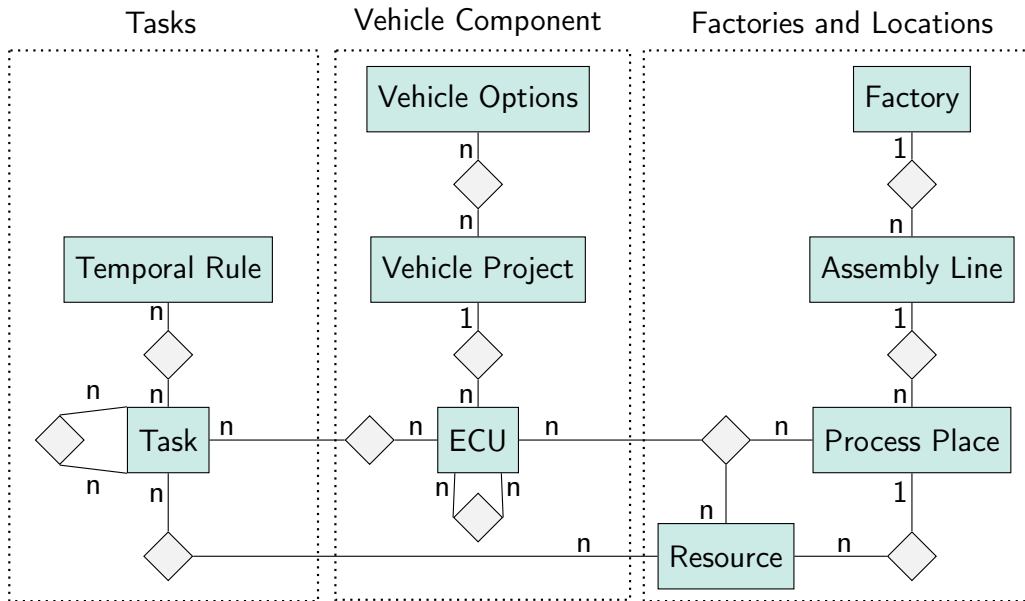 Tasks
Vehicle Component
Factories and Locations
Vehicle Options
Factory
n
1
n
n
Temporal Rule
Vehicle Project
Assembly Line
n
1
1
n
n
n
n
Task
n
n
ECU
n
n
Process Place
n
n
n
n
1
n
n
n
Resource
n